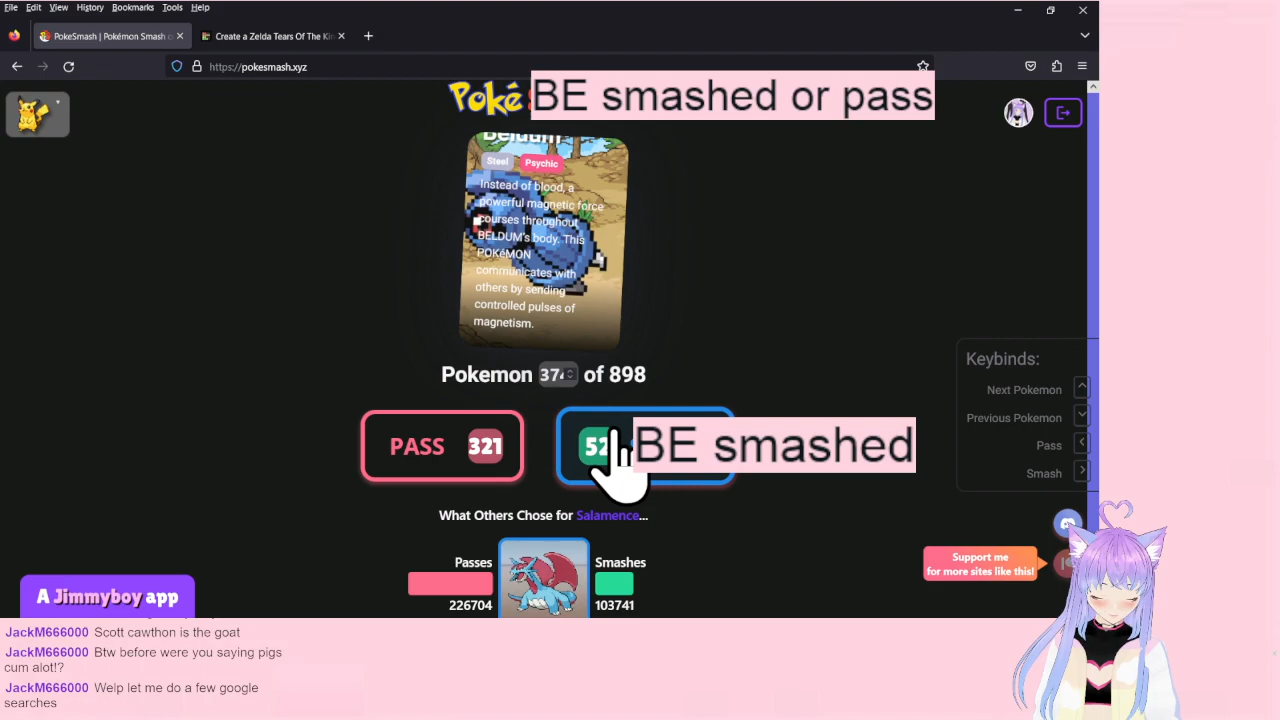 File Edit View History Bookmarks Tools Help
PokeSmash | Pokémon Smash o
Create a Zelda Tears Of The Kin
https://pokesmash.xyz
Poké BE smashed or pass
Beldum
Steel Psychic
Instead of blood, a
powerful magnetic force
courses throughout
BELDUM's body. This
POKéMON
communicates with
others by sending
controlled pulses of
magnetism.
Pokemon 374 of 898
PASS 321
52 BE smashed
What Others Chose for Salamence...
Passes
226704
Smashes
103741
Keybinds:
Next Pokemon
Previous Pokemon
Pass
Smash
Support me
for more sites like this!
A Jimmyboy app
JackM666000 Scott cawthon is the goat
JackM666000 Btw before were you saying pigs
cum alot!?
JackM666000 Welp let me do a few google
searches